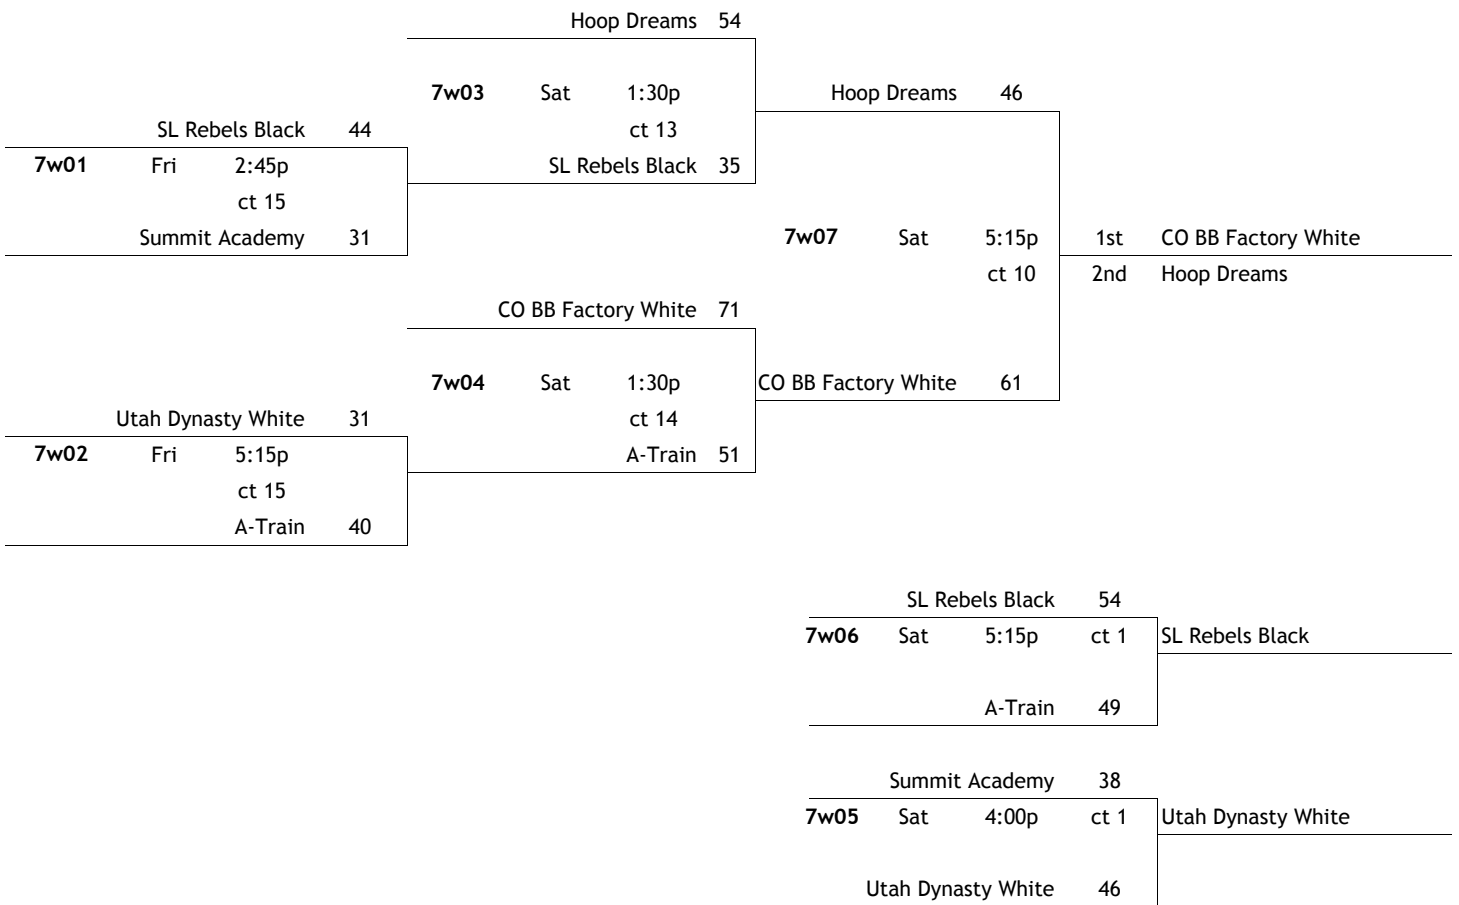 Hoop Dreams 54
7w03 Sat 1:30p Hoop Dreams 46
SL Rebels Black 44 ct 13
7w01 Fri 2:45p SL Rebels Black 35
ct 15
Summit Academy 31 7w07 Sat 5:15p 1st CO BB Factory White
ct 10 2nd Hoop Dreams
CO BB Factory White 71
7w04 Sat 1:30p CO BB Factory White 61
Utah Dynasty White 31 ct 14
7w02 Fri 5:15p A-Train 51
ct 15
A-Train 40
SL Rebels Black 54
7w06 Sat 5:15p ct 1 SL Rebels Black
A-Train 49
Summit Academy 38
7w05 Sat 4:00p ct 1 Utah Dynasty White
Utah Dynasty White 46